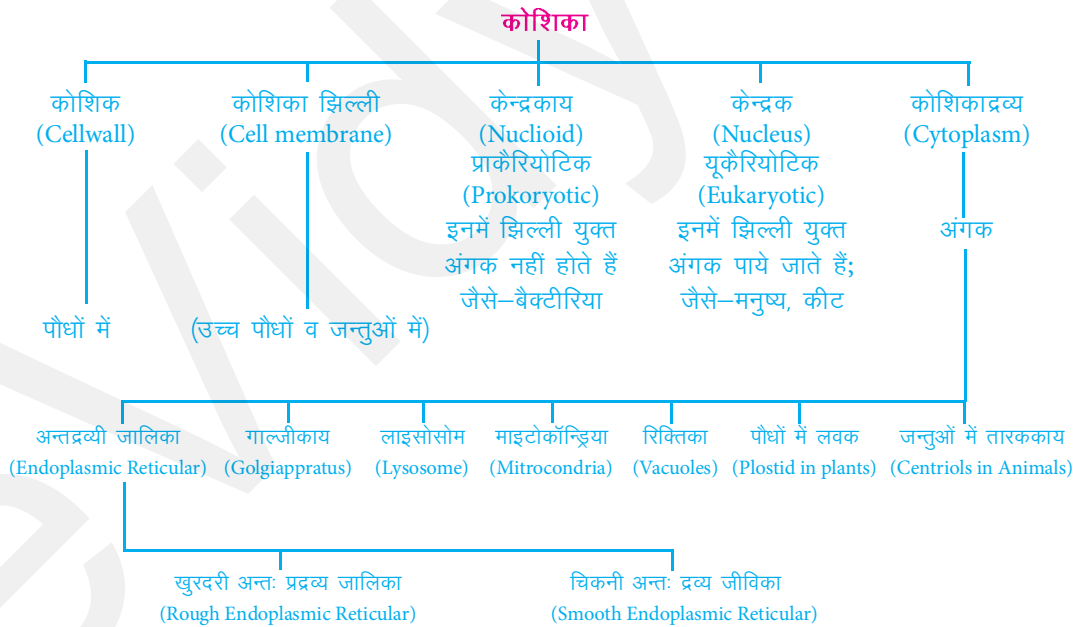 कोशिका
कोशिक
(Cellwall)
पौधों में
कोशिका झिल्ली
(Cell membrane)
(उच्च पौधों व जन्तुओं में)
केन्द्रकाय
(Nuclioid)
प्राकैरियोटिक
(Prokoryotic)
इनमें झिल्ली युक्त
अंगक नहीं होते हैं
जैसे–बैक्टीरिया
केन्द्रक
(Nucleus)
यूकैरियोटिक
(Eukaryotic)
इनमें झिल्ली युक्त
अंगक पाये जाते हैं;
जैसे–मनुष्य, कीट
कोशिकाद्रव्य
(Cytoplasm)
अंगक
अन्तद्रव्यी जालिका
(Endoplasmic Reticular)
गाल्जीकाय
(Golgiappratus)
लाइसोसोम
(Lysosome)
माइटोकॉन्ड्रिया
(Mitrocondria)
रिक्तिका
(Vacuoles)
पौधों में लवक
(Plostid in plants)
जन्तुओं में तारककाय
(Centriols in Animals)
खुरदरी अन्तः प्रद्रव्य जालिका
(Rough Endoplasmic Reticular)
चिकनी अन्तः द्रव्य जीविका
(Smooth Endoplasmic Reticular)